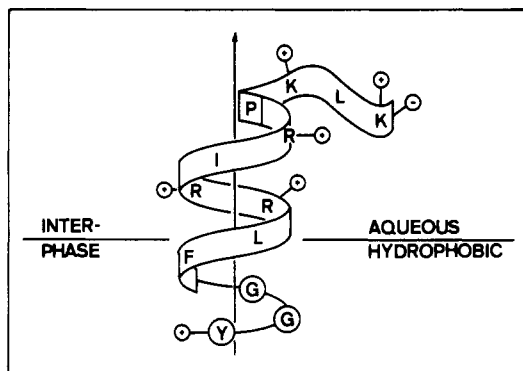 K
L
K
P
R
I
R
R
INTER-
PHASE
AQUEOUS
HYDROPHOBIC
L
F
G
G
Y
+
+
-
+
+
+
+